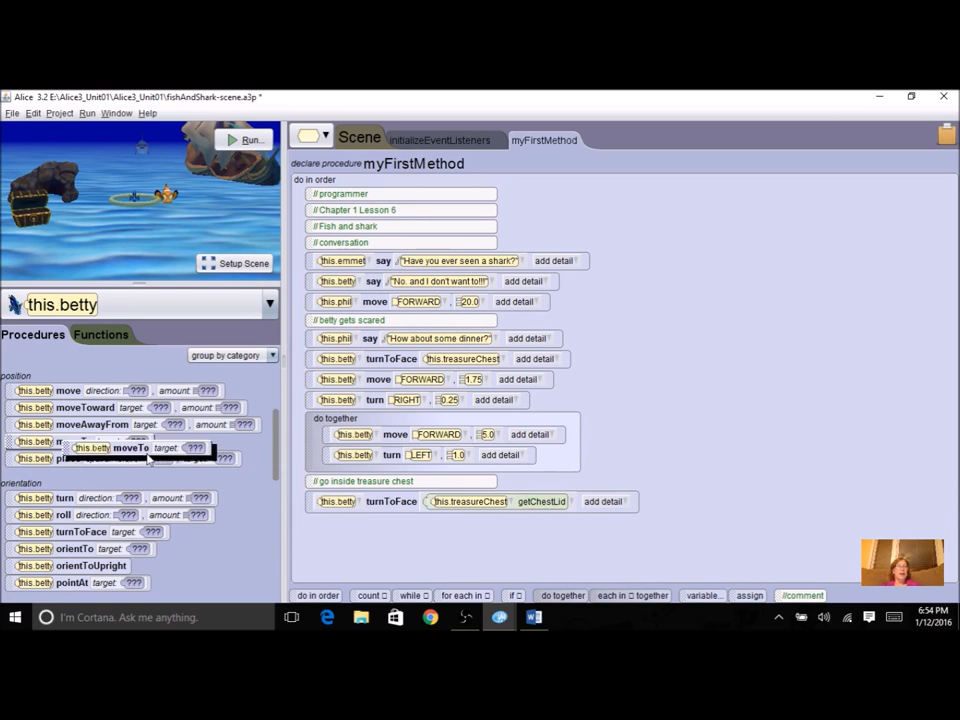 Alice 3.2 E:\Alice3_Unit01\Alice3_Unit01\fishAndShark-scene.a3p *
File Edit Project Run Window Help
Run...
Setup Scene
this.betty
Procedures Functions
group by category
position
this.betty move direction: ??? , amount: ???
this.betty moveToward target: ??? , amount: ???
this.betty moveAwayFrom target: ??? , amount: ???
this.betty
this.betty moveTo target: ???
this.betty ???
orientation
this.betty turn direction: ??? , amount: ???
this.betty roll direction: ??? , amount: ???
this.betty turnToFace target: ???
this.betty orientTo target: ???
this.betty orientToUpright
this.betty pointAt target: ???
Scene initializeEventListeners myFirstMethod
declare procedure myFirstMethod
do in order
//programmer
//Chapter 1 Lesson 6
//Fish and shark
//conversation
this.emmet say "Have you ever seen a shark?" add detail
this.betty say "No. and I don't want to!!!" add detail
this.phil move FORWARD , 20.0 add detail
//betty gets scared
this.phil say "How about some dinner?" add detail
this.betty turnToFace this.treasureChest add detail
this.betty move FORWARD , 1.75 add detail
this.betty turn RIGHT , 0.25 add detail
do together
this.betty move FORWARD , 5.0 add detail
this.betty turn LEFT , 1.0 add detail
//go inside treasure chest
this.betty turnToFace this.treasureChest getChestLid add detail
do in order count while for each in if do together each in together variable... assign //comment
I'm Cortana. Ask me anything.
6:54 PM
1/12/2016